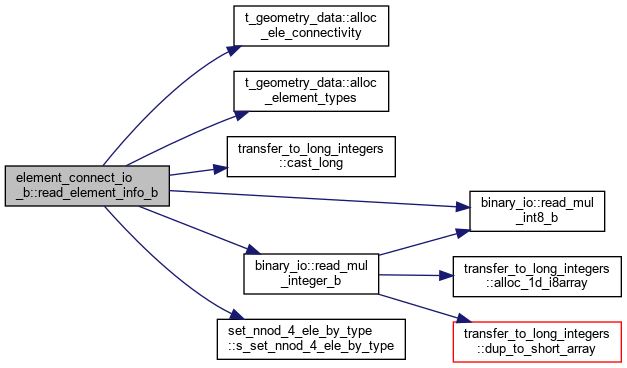 t_geometry_data::alloc
_ele_connectivity
t_geometry_data::alloc
_element_types
transfer_to_long_integers
::cast_long
element_connect_io
_b::read_element_info_b
binary_io::read_mul
_int8_b
binary_io::read_mul
_integer_b
transfer_to_long_integers
::alloc_1d_i8array
set_nnod_4_ele_by_type
::s_set_nnod_4_ele_by_type
transfer_to_long_integers
::dup_to_short_array